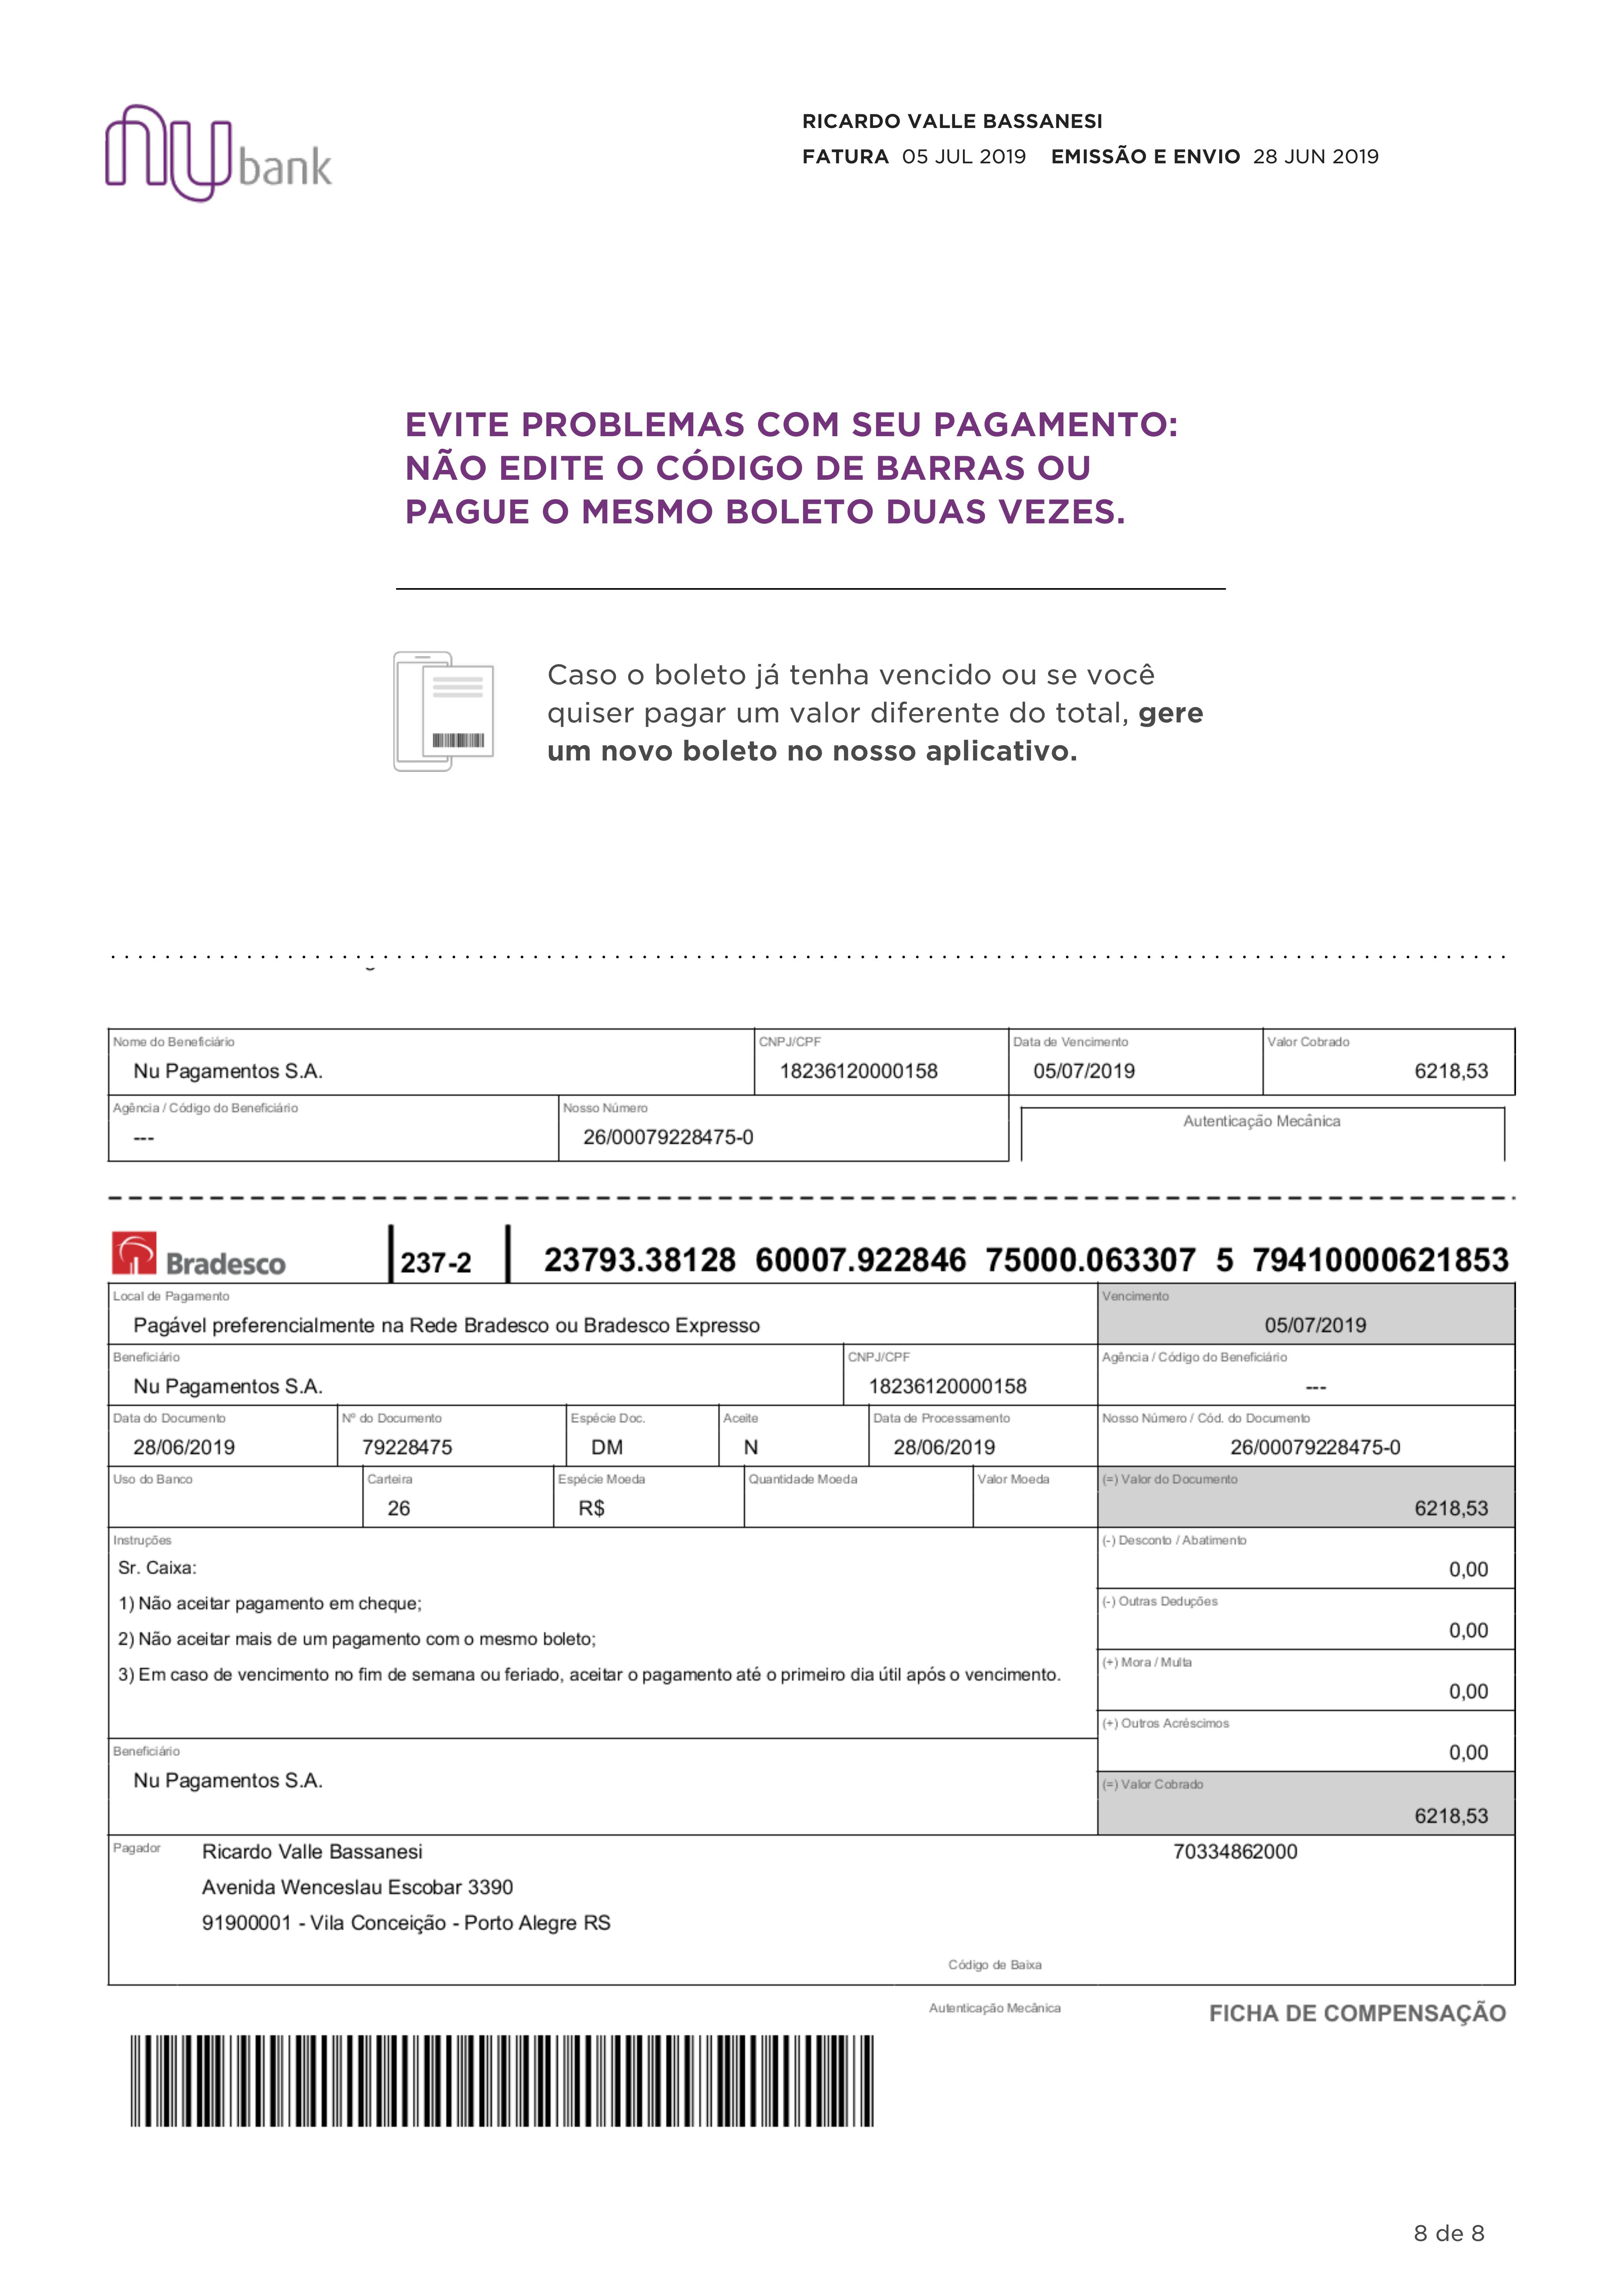 nu bank
RICARDO VALLE BASSANESI
FATURA 05 JUL 2019 EMISSÃO E ENVIO 28 JUN 2019
EVITE PROBLEMAS COM SEU PAGAMENTO:
NÃO EDITE O CÓDIGO DE BARRAS OU
PAGUE O MESMO BOLETO DUAS VEZES.
Caso o boleto já tenha vencido ou se você
quiser pagar um valor diferente do total, gere
um novo boleto no nosso aplicativo.
Nome do Beneficiário CNPJ/CPF Data de Vencimento Valor Cobrado
Nu Pagamentos S.A. 18236120000158 05/07/2019 6218,53
Agência / Código do Beneficiário Nosso Número Autenticação Mecânica
--- 26/00079228475-0
Bradesco 237-2 23793.38128 60007.922846 75000.063307 5 79410000621853
Local de Pagamento Vencimento
Pagável preferencialmente na Rede Bradesco ou Bradesco Expresso 05/07/2019
Beneficiário CNPJ/CPF Agência / Código do Beneficiário
Nu Pagamentos S.A. 18236120000158 ---
Data do Documento Nº do Documento Espécie Doc. Aceite Data de Processamento Nosso Número / Cód. do Documento
28/06/2019 79228475 DM N 28/06/2019 26/00079228475-0
Uso do Banco Carteira Espécie Moeda Quantidade Moeda Valor Moeda (=) Valor do Documento
26 R$ 6218,53
Instruções (-) Desconto / Abatimento
Sr. Caixa: 0,00
1) Não aceitar pagamento em cheque; (-) Outras Deduções
2) Não aceitar mais de um pagamento com o mesmo boleto; 0,00
3) Em caso de vencimento no fim de semana ou feriado, aceitar o pagamento até o primeiro dia útil após o vencimento. (+) Mora / Multa
0,00
(+) Outros Acréscimos
0,00
Beneficiário
Nu Pagamentos S.A. (=) Valor Cobrado
6218,53
Pagador Ricardo Valle Bassanesi 70334862000
Avenida Wenceslau Escobar 3390
91900001 - Vila Conceição - Porto Alegre RS
Código de Baixa
Autenticação Mecânica FICHA DE COMPENSAÇÃO
8 de 8